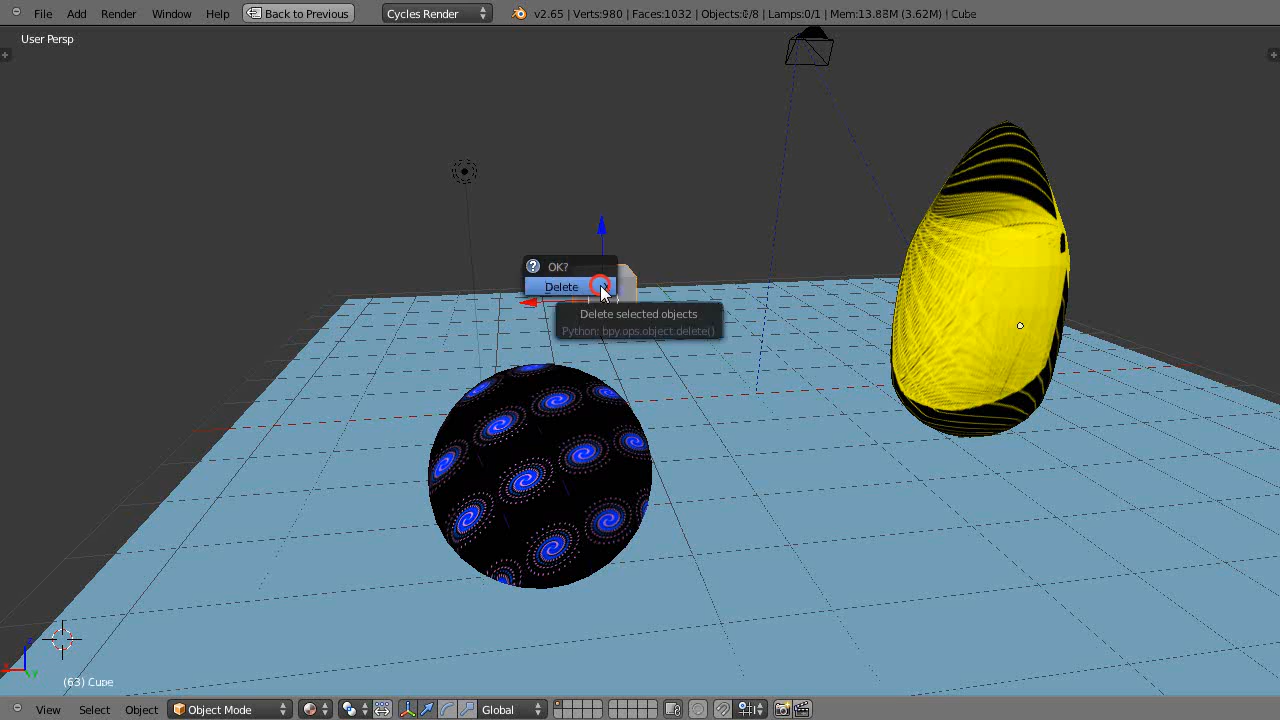 File Add Render Window Help Back to Previous Cycles Render v2.65 | Verts:980 | Faces:1032 | Objects:0/8 | Lamps:0/1 | Mem:13.83M (3.62M) | Cube
User Persp
OK?
Delete
Delete selected objects
Python: bpy.ops.object.delete()
(63) Cube
View Select Object Object Mode Global